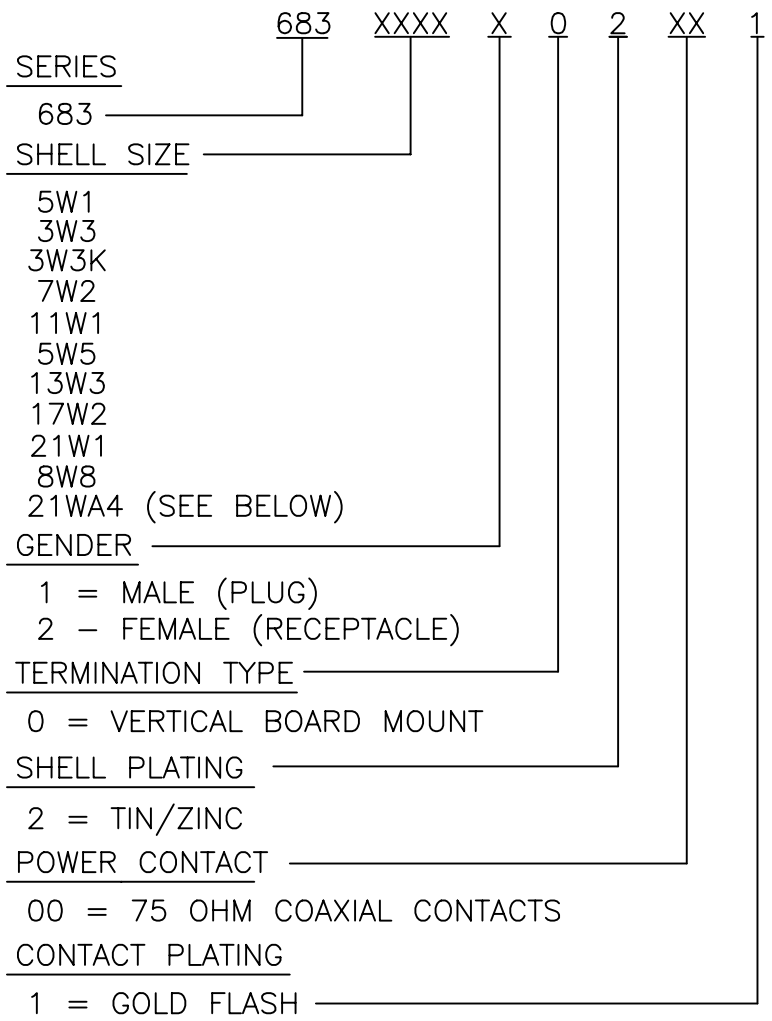 683 XXXX X 0 2 XX 1
SERIES
683
SHELL SIZE
5W1
3W3
3W3K
7W2
11W1
5W5
13W3
17W2
21W1
8W8
21WA4 (SEE BELOW)
GENDER
1 = MALE (PLUG)
2 – FEMALE (RECEPTACLE)
TERMINATION TYPE
0 = VERTICAL BOARD MOUNT
SHELL PLATING
2 = TIN/ZINC
POWER CONTACT
00 = 75 OHM COAXIAL CONTACTS
CONTACT PLATING
1 = GOLD FLASH